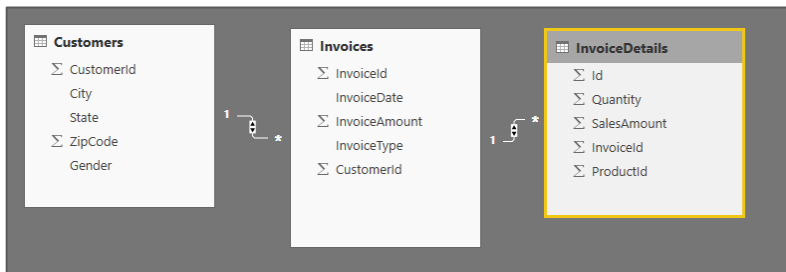 Customers
Σ CustomerId
City
State
Σ ZipCode
Gender
1
*
Invoices
Σ InvoiceId
InvoiceDate
Σ InvoiceAmount
InvoiceType
Σ CustomerId
1
*
InvoiceDetails
Σ Id
Σ Quantity
Σ SalesAmount
Σ InvoiceId
Σ ProductId